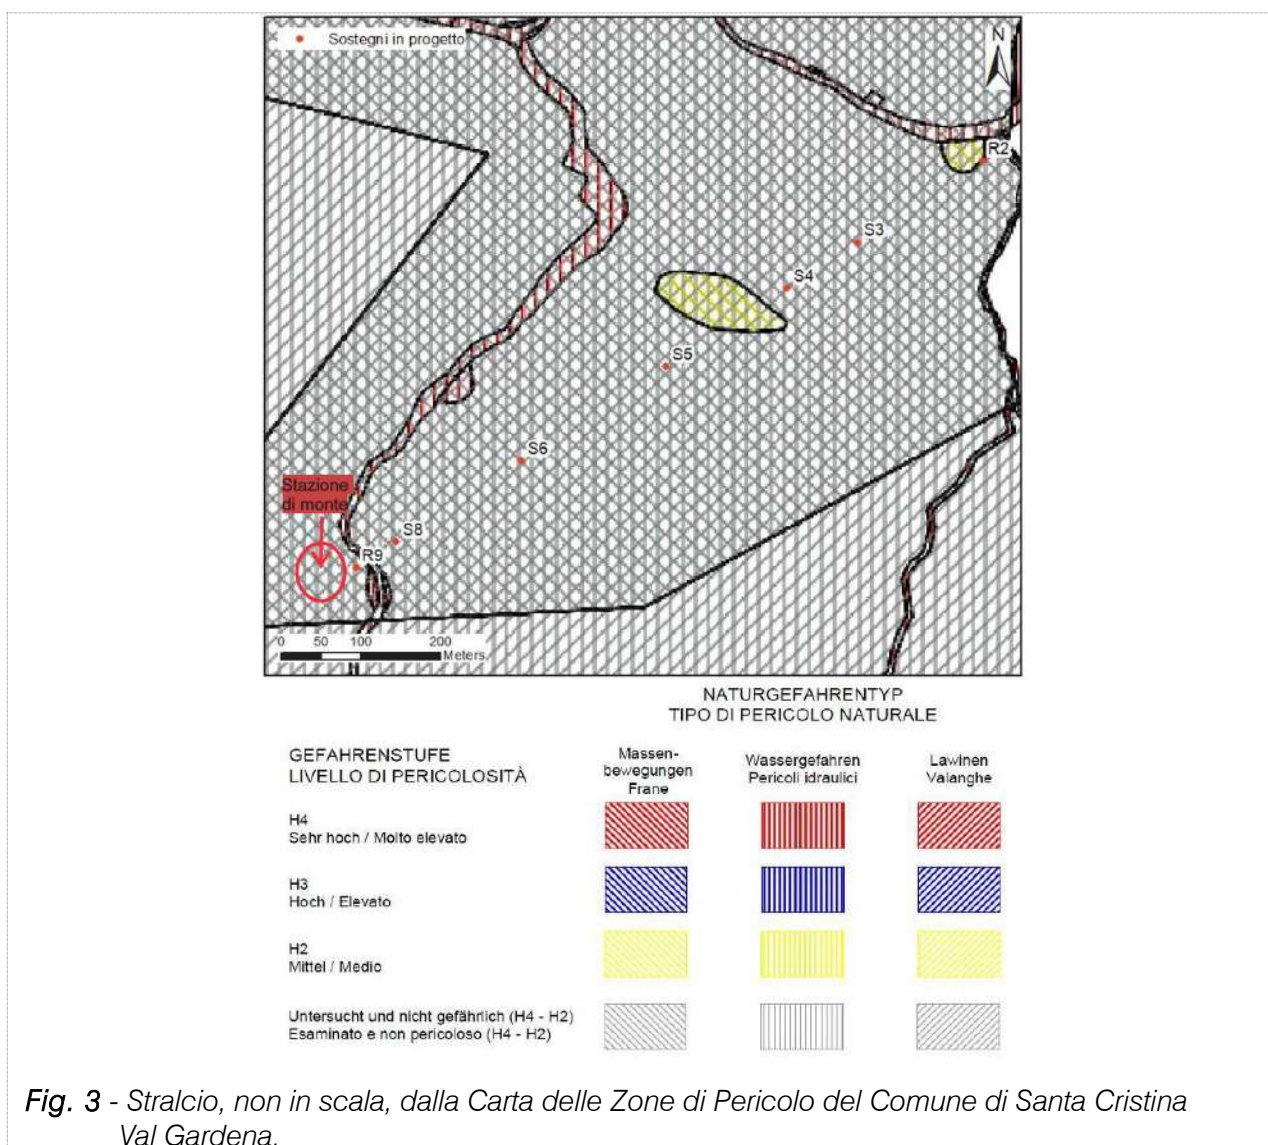 Sostegni in progetto
N
R2
S3
S4
S5
S6
Stazione
di monte
S8
R9
0 50 100 200
Meters
NATURGEFAHRENTYP
TIPO DI PERICOLO NATURALE
GEFAHRENSTUFE
LIVELLO DI PERICOLOSITÀ
Massen-
bewegungen
Frane
Wassergefahren
Pericoli idraulici
Lawinen
Valanghe
H4
Sehr hoch / Molto elevato
H3
Hoch / Elevato
H2
Mittel / Medio
Untersucht und nicht gefährlich (H4 - H2)
Esaminato e non pericoloso (H4 - H2)
Fig. 3 - Stralcio, non in scala, dalla Carta delle Zone di Pericolo del Comune di Santa Cristina
Val Gardena.